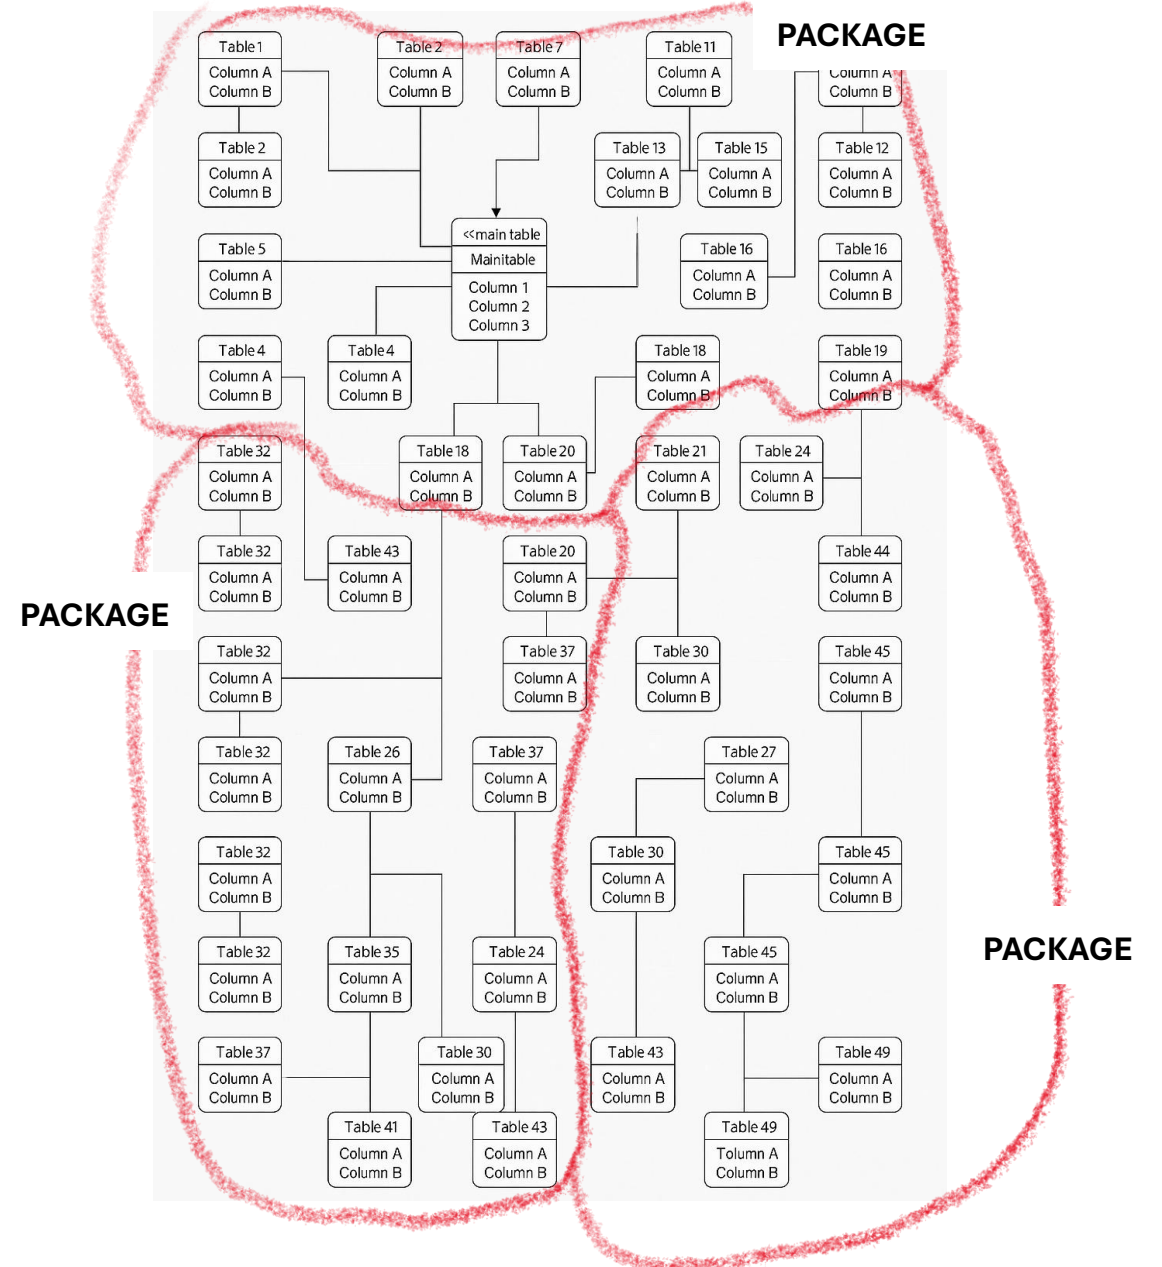 PACKAGE
Table 1
Column A
Column B
Table 2
Column A
Column B
Table 7
Column A
Column B
Table 11
Column A
Column B
Column A
Column B
Table 2
Column A
Column B
Table 13
Column A
Column B
Table 15
Column A
Column B
Table 12
Column A
Column B
<<main table
Mainitable
Column 1
Column 2
Column 3
Table 5
Column A
Column B
Table 16
Column A
Column B
Table 16
Column A
Column B
Table 4
Column A
Column B
Table 4
Column A
Column B
Table 18
Column A
Column B
Table 19
Column A
Column B
Table 32
Column A
Column B
Table 18
Column A
Column B
Table 20
Column A
Column B
Table 21
Column A
Column B
Table 24
Column A
Column B
Table 32
Column A
Column B
Table 43
Column A
Column B
Table 20
Column A
Column B
Table 44
Column A
Column B
PACKAGE
Table 32
Column A
Column B
Table 37
Column A
Column B
Table 30
Column A
Column B
Table 45
Column A
Column B
Table 32
Column A
Column B
Table 26
Column A
Column B
Table 37
Column A
Column B
Table 27
Column A
Column B
Table 32
Column A
Column B
Table 30
Column A
Column B
Table 45
Column A
Column B
Table 32
Column A
Column B
Table 35
Column A
Column B
Table 24
Column A
Column B
Table 45
Column A
Column B
PACKAGE
Table 37
Column A
Column B
Table 30
Column A
Column B
Table 43
Column A
Column B
Table 49
Column A
Column B
Table 41
Column A
Column B
Table 43
Column A
Column B
Table 49
Tolumn A
Column B